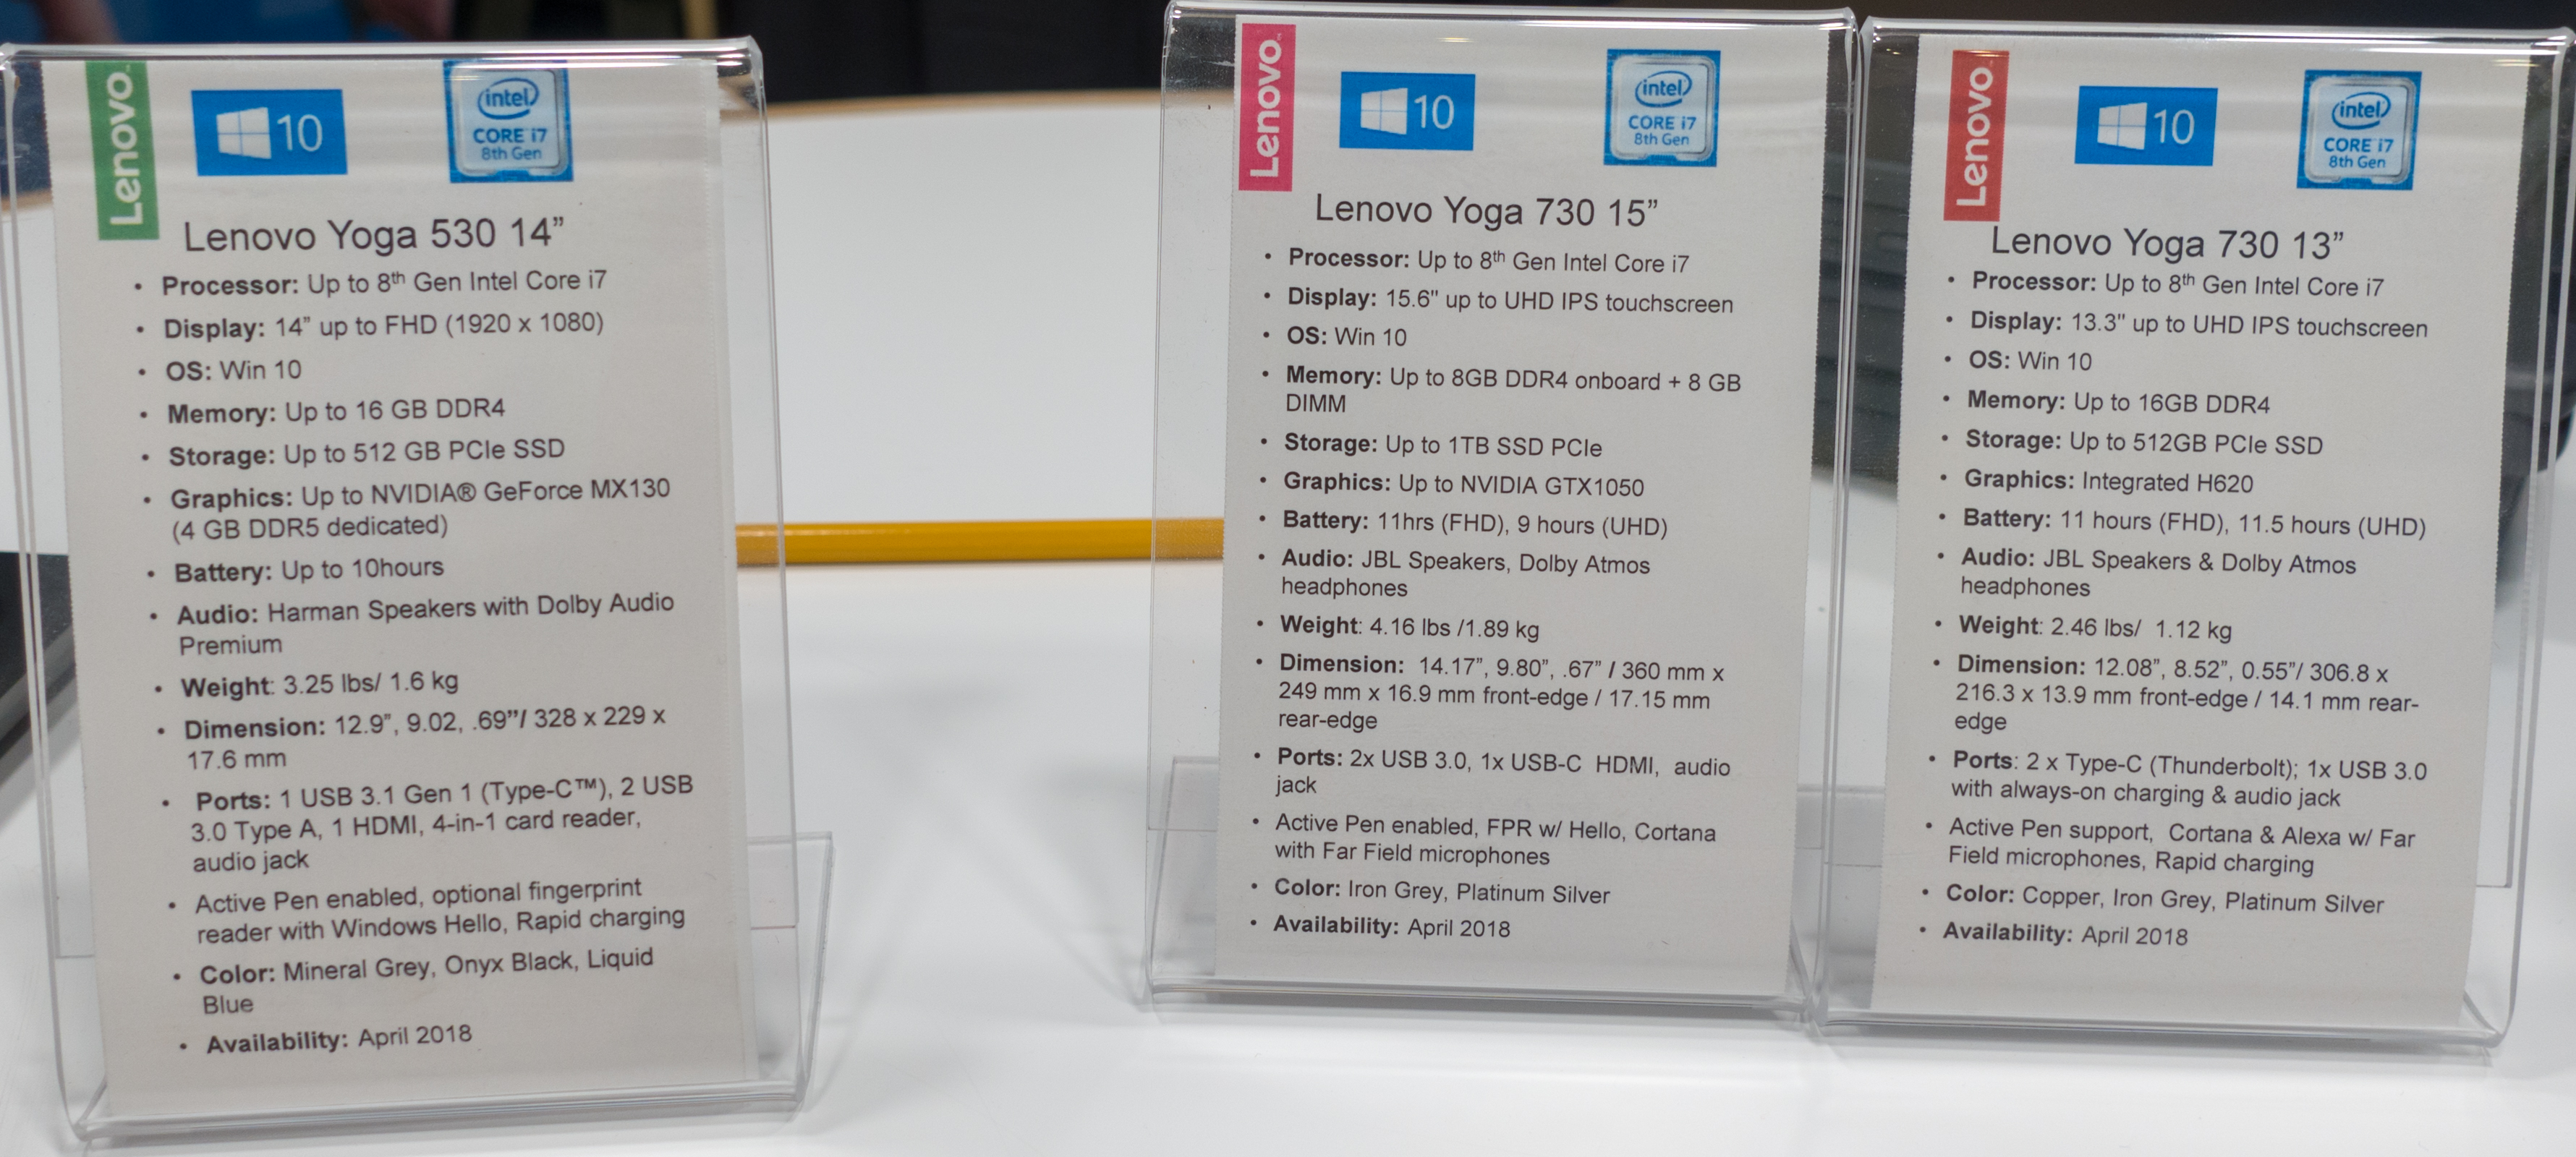 Lenovo
10
intel
CORE i7
8th Gen
Lenovo Yoga 530 14”
• Processor: Up to 8th Gen Intel Core i7
• Display: 14” up to FHD (1920 x 1080)
• OS: Win 10
• Memory: Up to 16 GB DDR4
• Storage: Up to 512 GB PCIe SSD
• Graphics: Up to NVIDIA® GeForce MX130
(4 GB DDR5 dedicated)
• Battery: Up to 10hours
• Audio: Harman Speakers with Dolby Audio
Premium
• Weight: 3.25 lbs/ 1.6 kg
• Dimension: 12.9”, 9.02, .69”/ 328 x 229 x
17.6 mm
• Ports: 1 USB 3.1 Gen 1 (Type-C™), 2 USB
3.0 Type A, 1 HDMI, 4-in-1 card reader,
audio jack
• Active Pen enabled, optional fingerprint
reader with Windows Hello, Rapid charging
• Color: Mineral Grey, Onyx Black, Liquid
Blue
• Availability: April 2018
Lenovo
10
intel
CORE i7
8th Gen
Lenovo Yoga 730 15”
• Processor: Up to 8th Gen Intel Core i7
• Display: 15.6" up to UHD IPS touchscreen
• OS: Win 10
• Memory: Up to 8GB DDR4 onboard + 8 GB
DIMM
• Storage: Up to 1TB SSD PCIe
• Graphics: Up to NVIDIA GTX1050
• Battery: 11hrs (FHD), 9 hours (UHD)
• Audio: JBL Speakers, Dolby Atmos
headphones
• Weight: 4.16 lbs /1.89 kg
• Dimension: 14.17”, 9.80”, .67” / 360 mm x
249 mm x 16.9 mm front-edge / 17.15 mm
rear-edge
• Ports: 2x USB 3.0, 1x USB-C HDMI, audio
jack
• Active Pen enabled, FPR w/ Hello, Cortana
with Far Field microphones
• Color: Iron Grey, Platinum Silver
• Availability: April 2018
Lenovo
10
intel
CORE i7
8th Gen
Lenovo Yoga 730 13”
• Processor: Up to 8th Gen Intel Core i7
• Display: 13.3" up to UHD IPS touchscreen
• OS: Win 10
• Memory: Up to 16GB DDR4
• Storage: Up to 512GB PCIe SSD
• Graphics: Integrated H620
• Battery: 11 hours (FHD), 11.5 hours (UHD)
• Audio: JBL Speakers & Dolby Atmos
headphones
• Weight: 2.46 lbs/ 1.12 kg
• Dimension: 12.08”, 8.52”, 0.55”/ 306.8 x
216.3 x 13.9 mm front-edge / 14.1 mm rear-
edge
• Ports: 2 x Type-C (Thunderbolt); 1x USB 3.0
with always-on charging & audio jack
• Active Pen support, Cortana & Alexa w/ Far
Field microphones, Rapid charging
• Color: Copper, Iron Grey, Platinum Silver
• Availability: April 2018